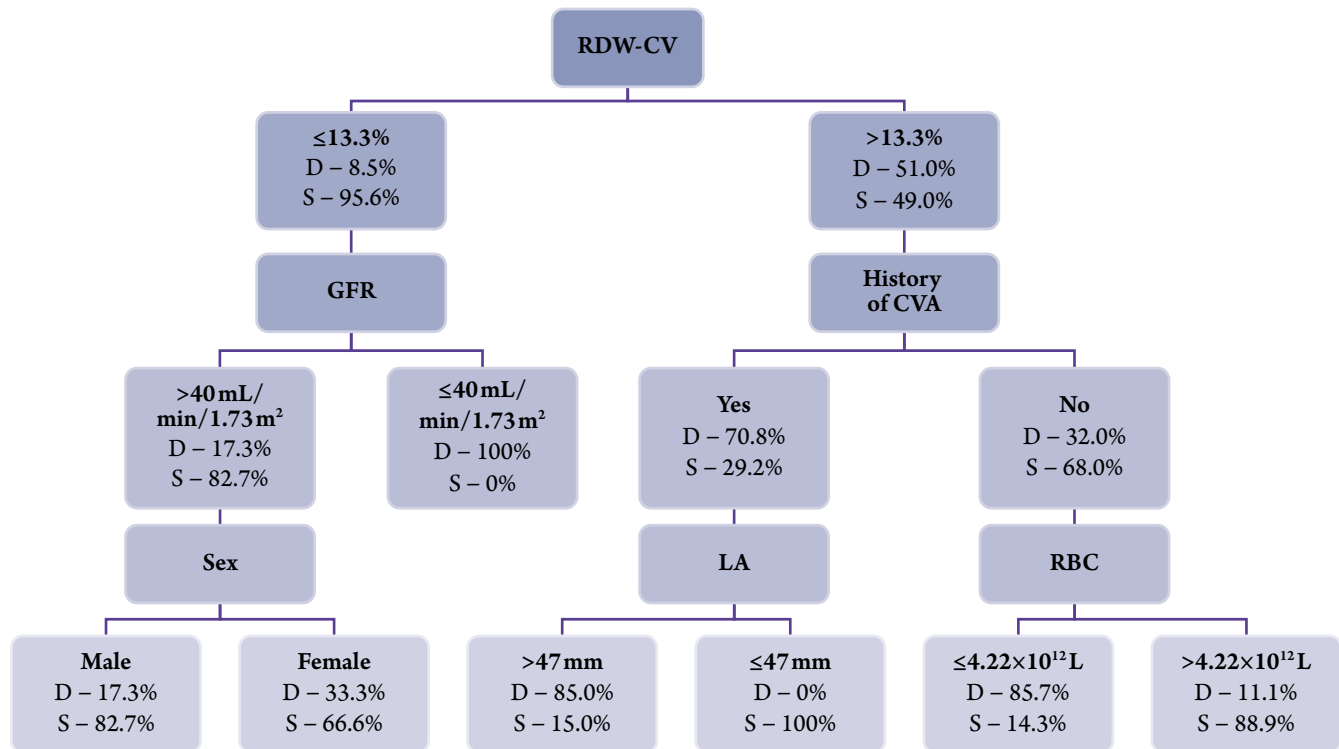 RDW-CV
≤13.3%
D – 8.5%
S – 95.6%
>13.3%
D – 51.0%
S – 49.0%
GFR
History
of CVA
>40 mL/
min/1.73 m²
D – 17.3%
S – 82.7%
≤40 mL/
min/1.73 m²
D – 100%
S – 0%
Yes
D – 70.8%
S – 29.2%
No
D – 32.0%
S – 68.0%
Sex
LA
RBC
Male
D – 17.3%
S – 82.7%
Female
D – 33.3%
S – 66.6%
>47 mm
D – 85.0%
S – 15.0%
≤47 mm
D – 0%
S – 100%
≤4.22×10¹² L
D – 85.7%
S – 14.3%
>4.22×10¹² L
D – 11.1%
S – 88.9%